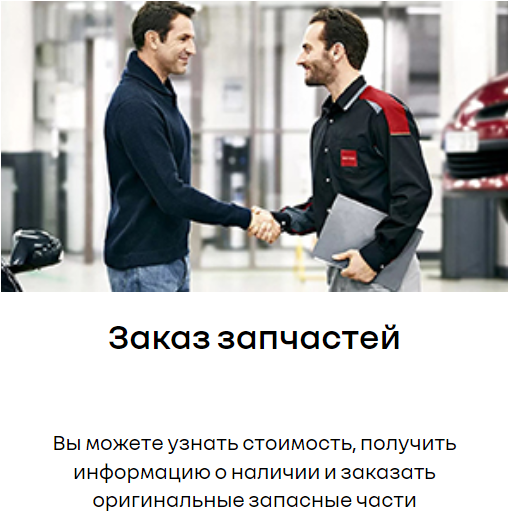 Заказ запчастей
Вы можете узнать стоимость, получить
информацию о наличии и заказать
оригинальные запасные части